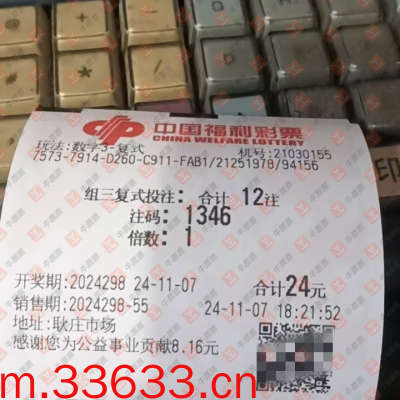 中国福利彩票
CHINA WELFARE LOTTERY
玩法:数字3-复式 机号:21030155
7573-7914-D260-C911-FAB1/21251978/94156
组三复式投注: 合计 12注
注码: 1346
倍数: 1
开奖期:2024298 24-11-07 合计24元
销售期:2024298-55 24-11-07 18:21:52
地址:耿庄市场
感谢您为公益事业贡献8.16元
m.33633.cn
印